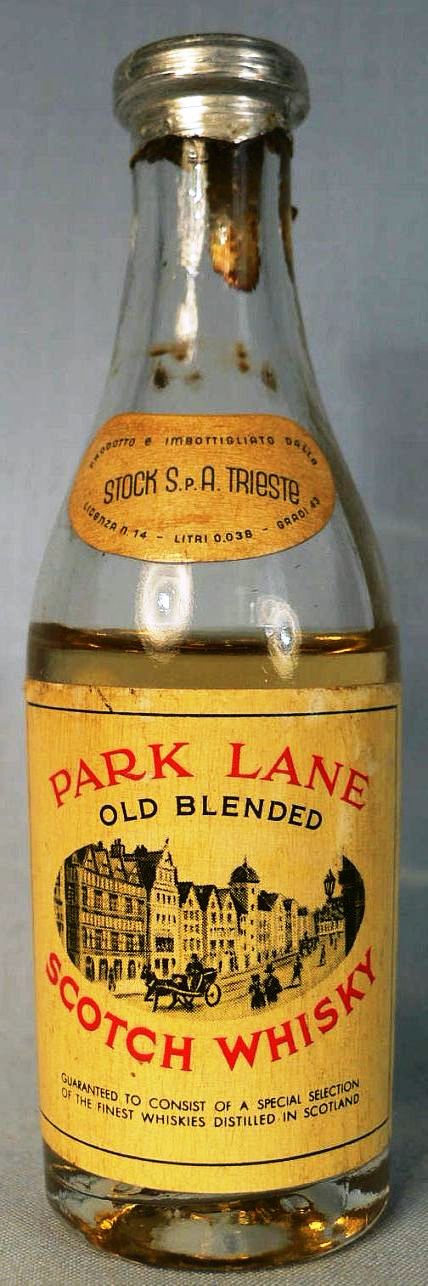 PRODOTTO e IMBOTTIGLIATO DALLA
STOCK S.P.A. TRIESTE
LICENZA N. 14 - LITRI 0,038 - GRADI 43
PARK LANE
OLD BLENDED
SCOTCH WHISKY
GUARANTEED TO CONSIST OF A SPECIAL SELECTION
OF THE FINEST WHISKIES DISTILLED IN SCOTLAND